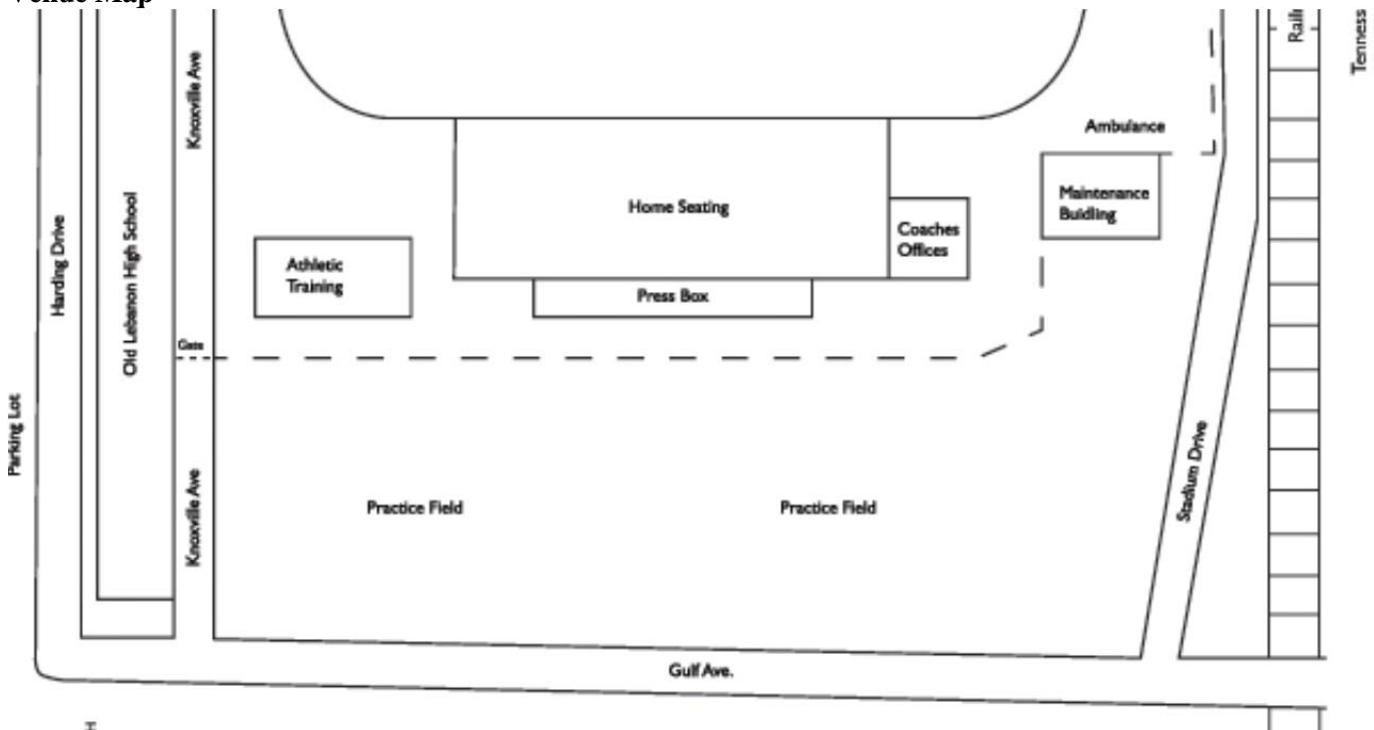 Venue Map
Knoxville Ave
Ambulance
Home Seating
Maintenance
Buidling
Coaches
Offices
Harding Drive
Old Lebanon High School
Athletic
Training
Press Box
Gate
Parking Lot
Knoxville Ave
Practice Field
Practice Field
Stadium Drive
Gulf Ave.
H